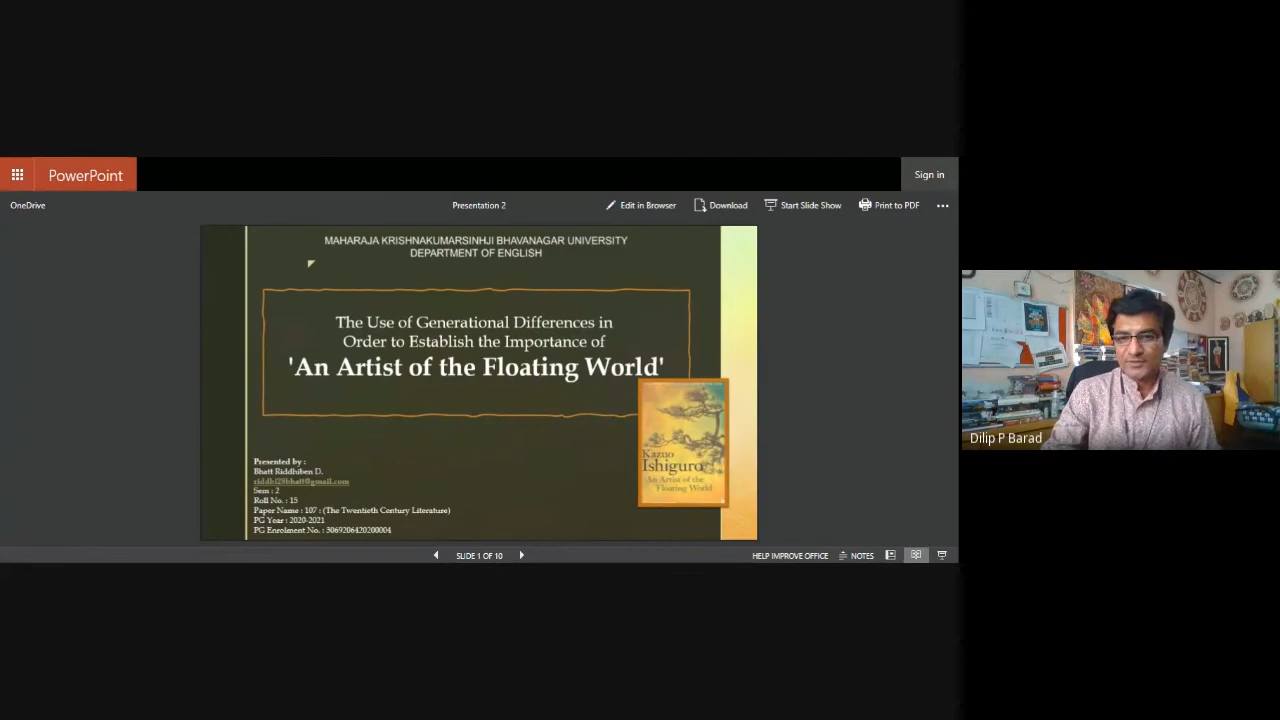 PowerPoint
Sign in
OneDrive
Presentation 2
Edit in Browser
Download
Start Slide Show
Print to PDF
MAHARAJA KRISHNAKUMARSINHJI BHAVANAGAR UNIVERSITY
DEPARTMENT OF ENGLISH
The Use of Generational Differences in
Order to Establish the Importance of
'An Artist of the Floating World'
Kazuo
Ishiguro
An Artist of the
Floating World
Presented by :
Bhatt Riddhiben D.
riddhi28bhatt@gmail.com
Sem : 2
Roll No. : 15
Paper Name : 107 : (The Twentieth Century Literature)
PG Year : 2020-2021
PG Enrolment No. : 3069206420200004
SLIDE 1 OF 10
HELP IMPROVE OFFICE
NOTES
Dilip P Barad